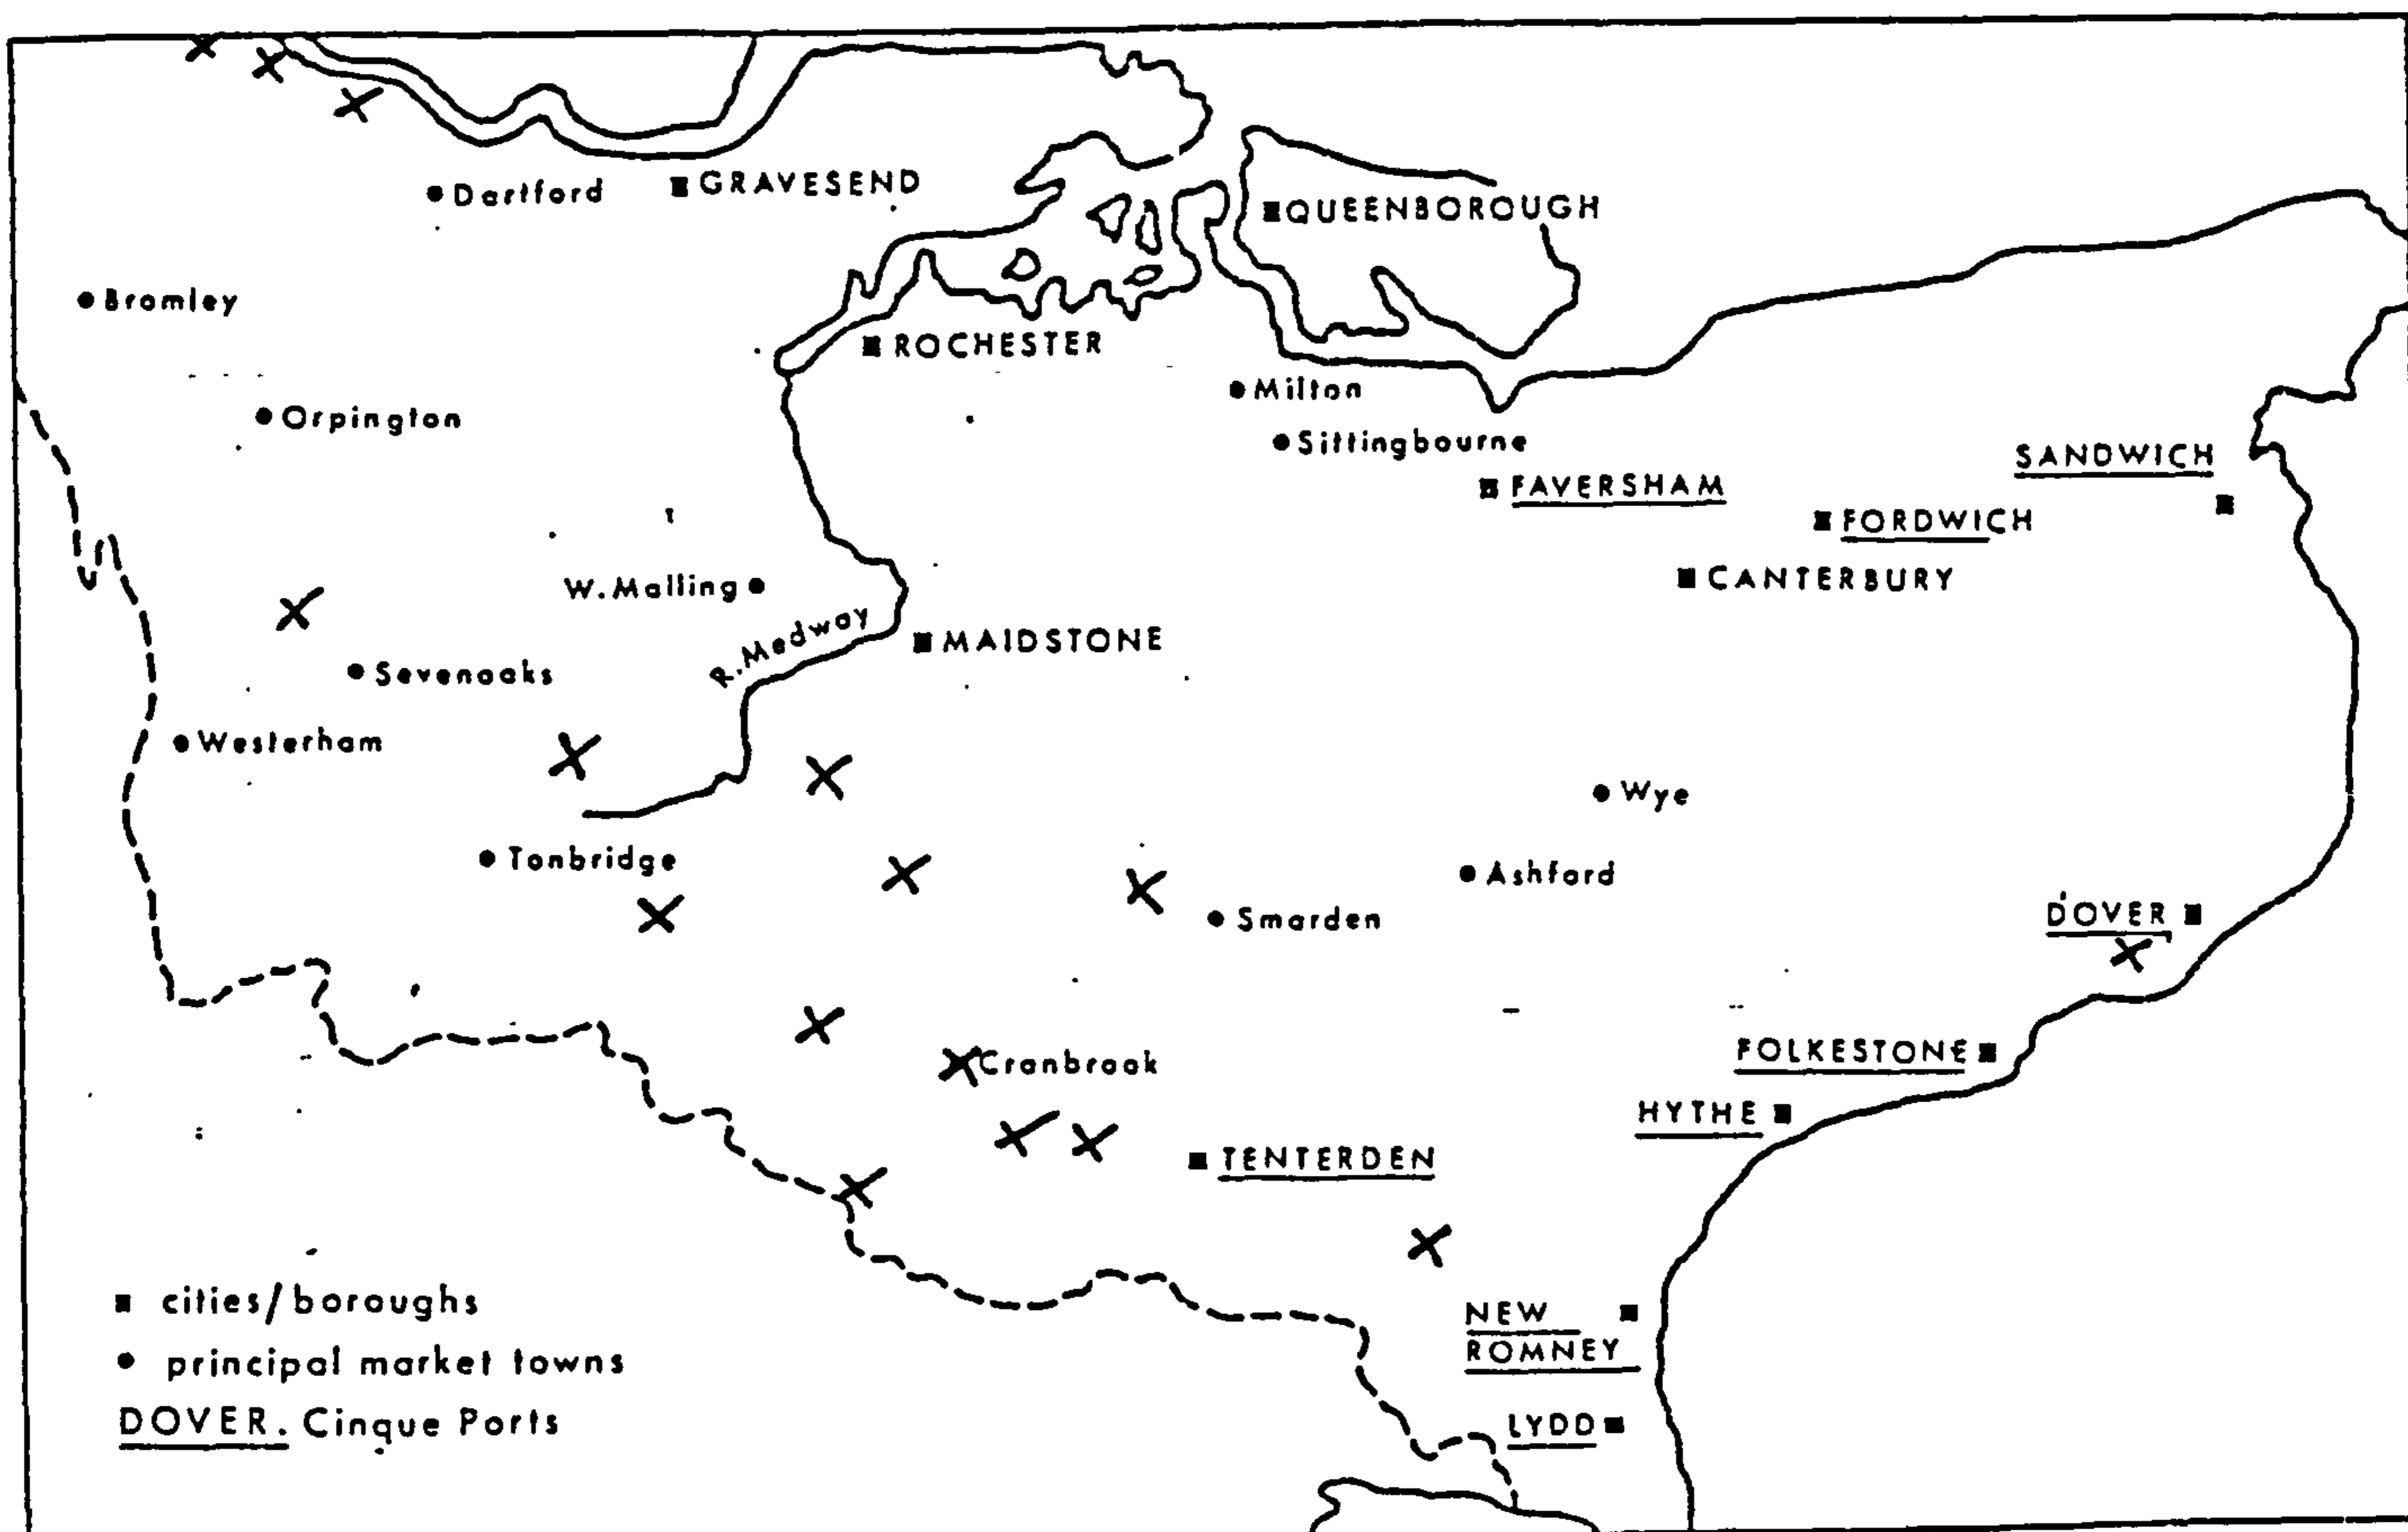 Dartford
GRAVESEND
QUEENBOROUGH
Bromley
ROCHESTER
Milton
Orpington
Sittingbourne
SANDWICH
FAVERSHAM
FORDWICH
CANTERBURY
W.Malling
R.Medway
MAIDSTONE
Sevenoaks
Westerham
Wye
Tonbridge
Ashford
Smarden
DOVER
Cranbrook
FOLKESTONE
HYTHE
TENTERDEN
NEW
ROMNEY
LYDD
cities/boroughs
principal market towns
DOVER. Cinque Ports